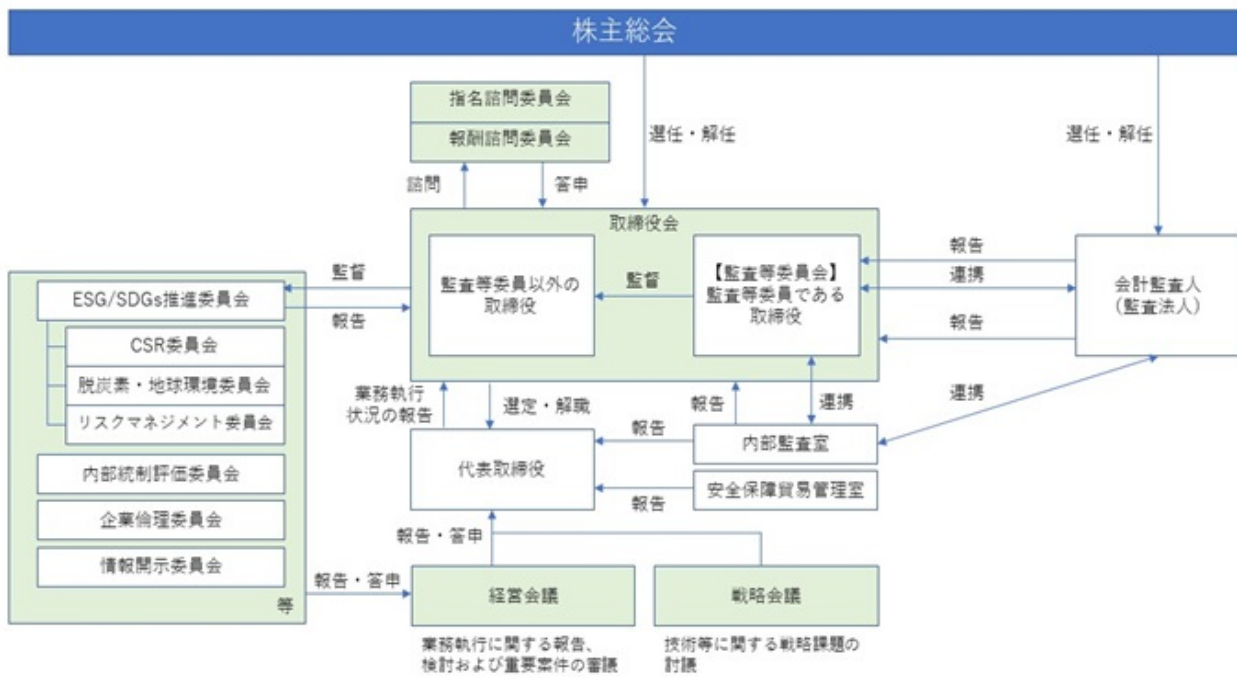 株主総会
指名諮問委員会
報酬諮問委員会
選任・解任
選任・解任
諮問
答申
取締役会
監査等委員以外の
取締役
監督
【監査等委員会】
監査等委員である
取締役
報告
連携
報告
会計監査人
（監査法人）
監督
報告
ESG/SDGs推進委員会
CSR委員会
脱炭素・地球環境委員会
リスクマネジメント委員会
内部統制評価委員会
企業倫理委員会
情報開示委員会
等
業務執行
状況の報告
選定・解職
報告
連携
連携
代表取締役
報告
内部監査室
報告
安全保障貿易管理室
報告・答申
報告・答申
経営会議
戦略会議
業務執行に関する報告、
検討および重要案件の審議
技術等に関する戦略課題の
討議